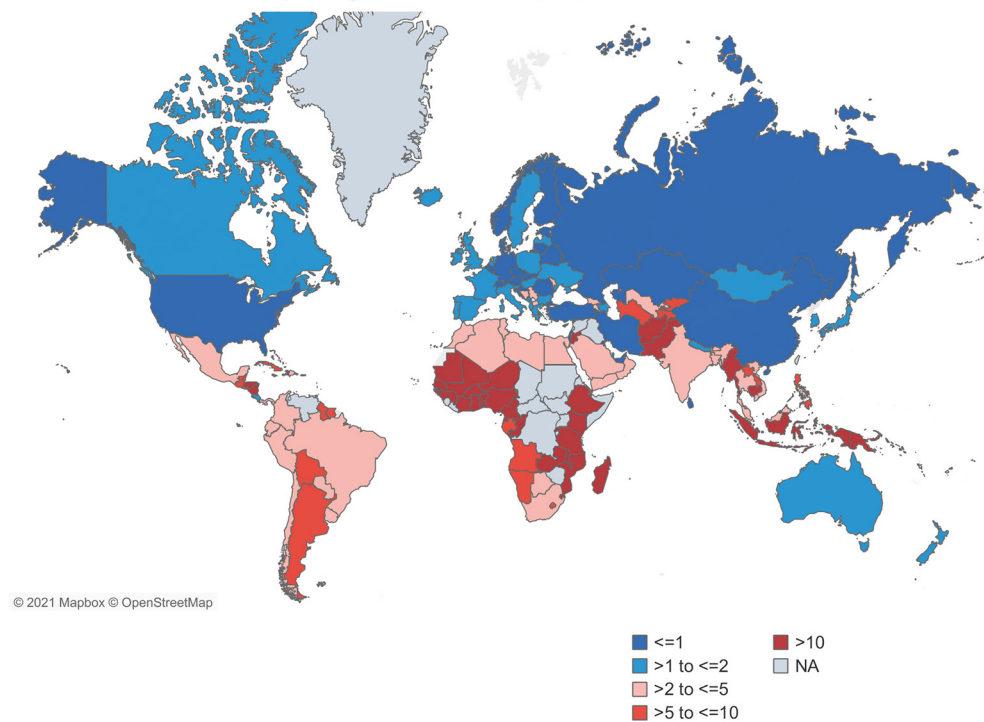 © 2021 Mapbox © OpenStreetMap
<=1
>1 to <=2
>2 to <=5
>5 to <=10
>10
NA